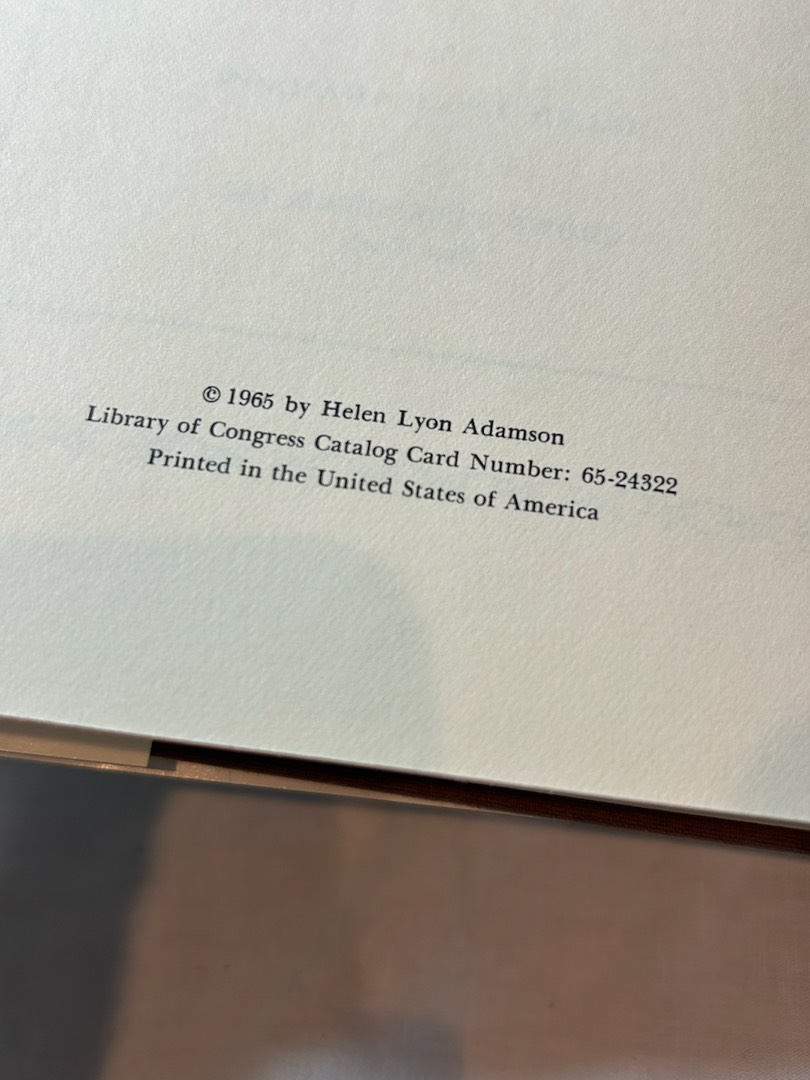 © 1965 by Helen Lyon Adamson
Library of Congress Catalog Card Number: 65-24322
Printed in the United States of America